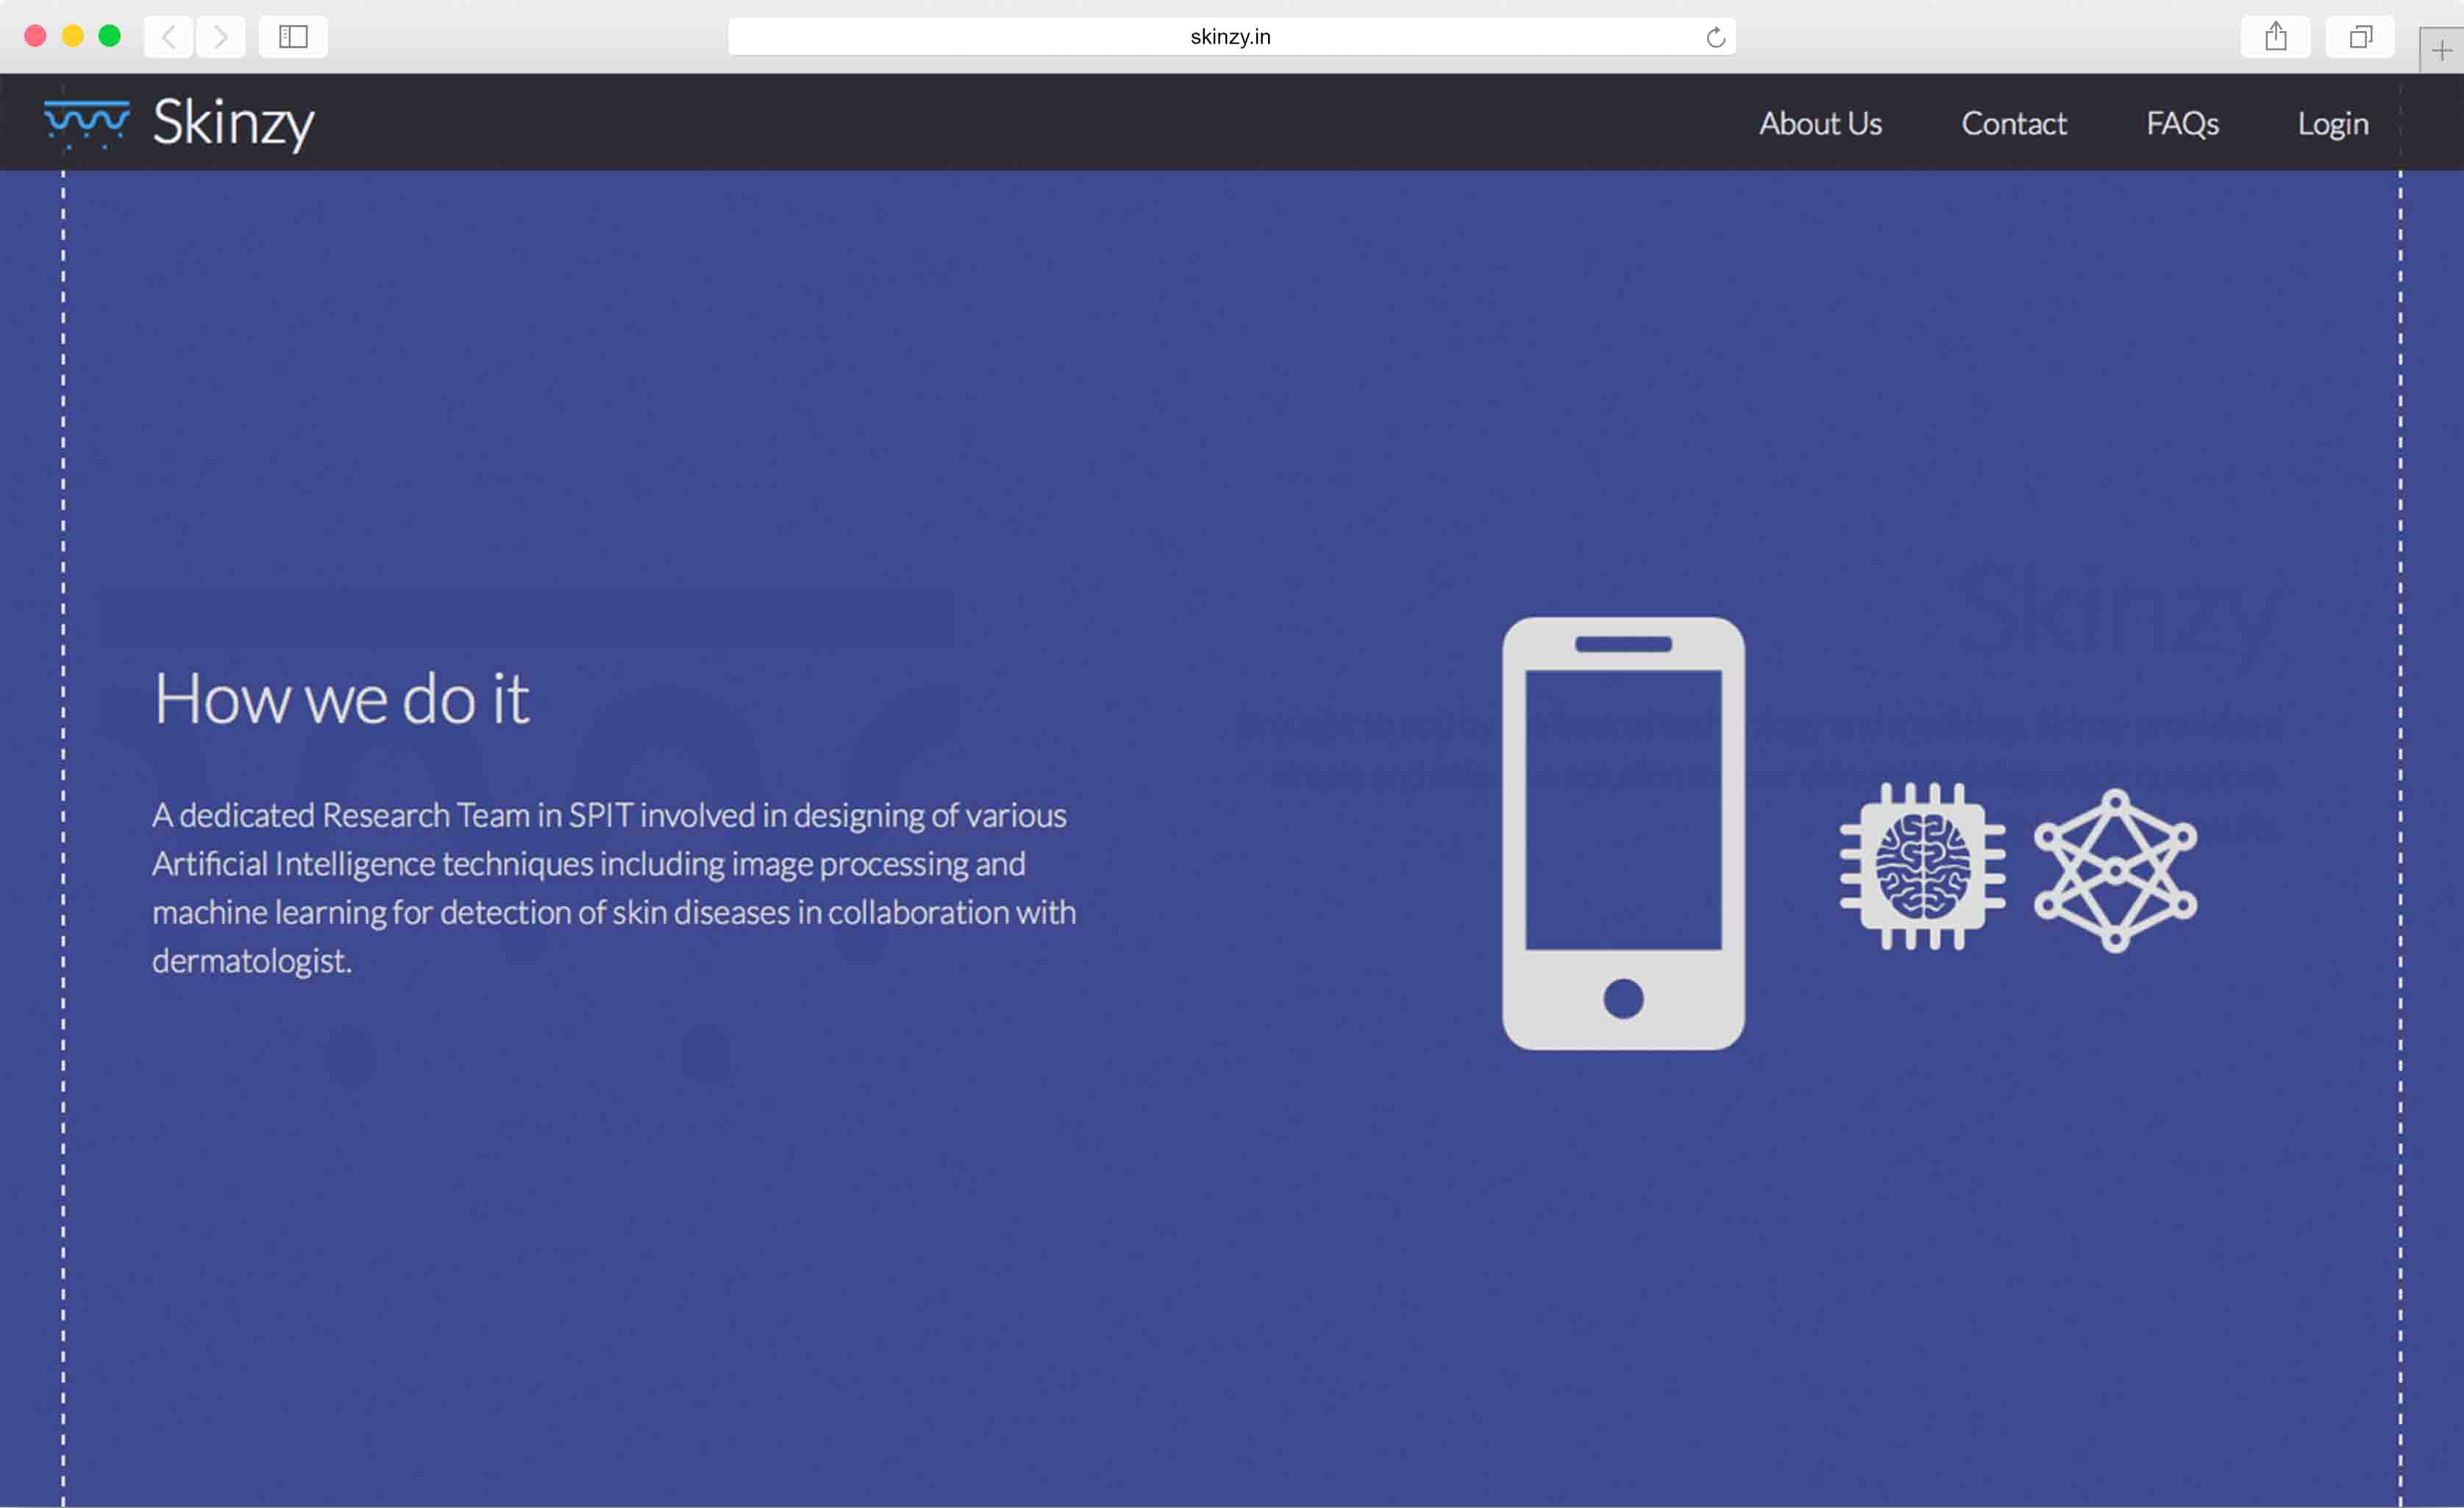 skinzy.in
Skinzy
About Us
Contact
FAQs
Login
Skinzy
How we do it
A dedicated Research Team in SPIT involved in designing of various
Artificial Intelligence techniques including image processing and
machine learning for detection of skin diseases in collaboration with
dermatologist.